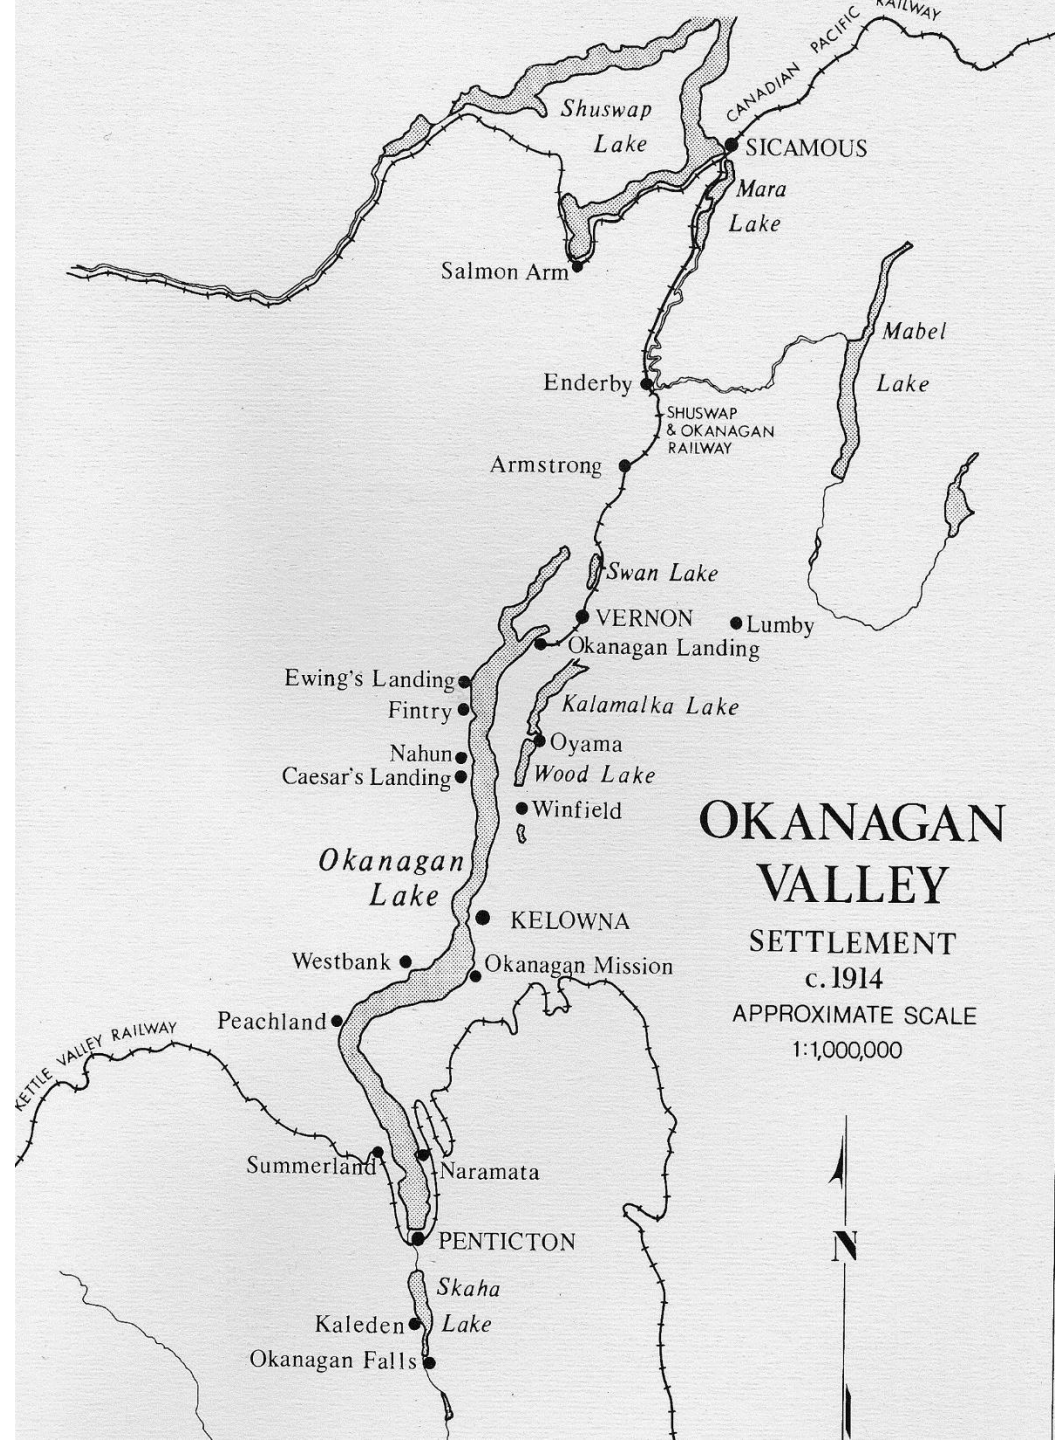 CANADIAN PACIFIC RAILWAY
Shuswap
Lake
SICAMOUS
Mara
Lake
Salmon Arm
Mabel
Lake
Enderby
SHUSWAP
& OKANAGAN
RAILWAY
Armstrong
Swan Lake
VERNON
Lumby
Okanagan Landing
Ewing's Landing
Fintry
Kalamalka Lake
Oyama
Nahun
Caesar's Landing
Wood Lake
Winfield
OKANAGAN
VALLEY
SETTLEMENT
c. 1914
APPROXIMATE SCALE
1:1,000,000
Okanagan
Lake
KELOWNA
Westbank
Okanagan Mission
Peachland
KETTLE VALLEY RAILWAY
Summerland
Naramata
PENTICTON
N
Skaha
Lake
Kaleden
Okanagan Falls